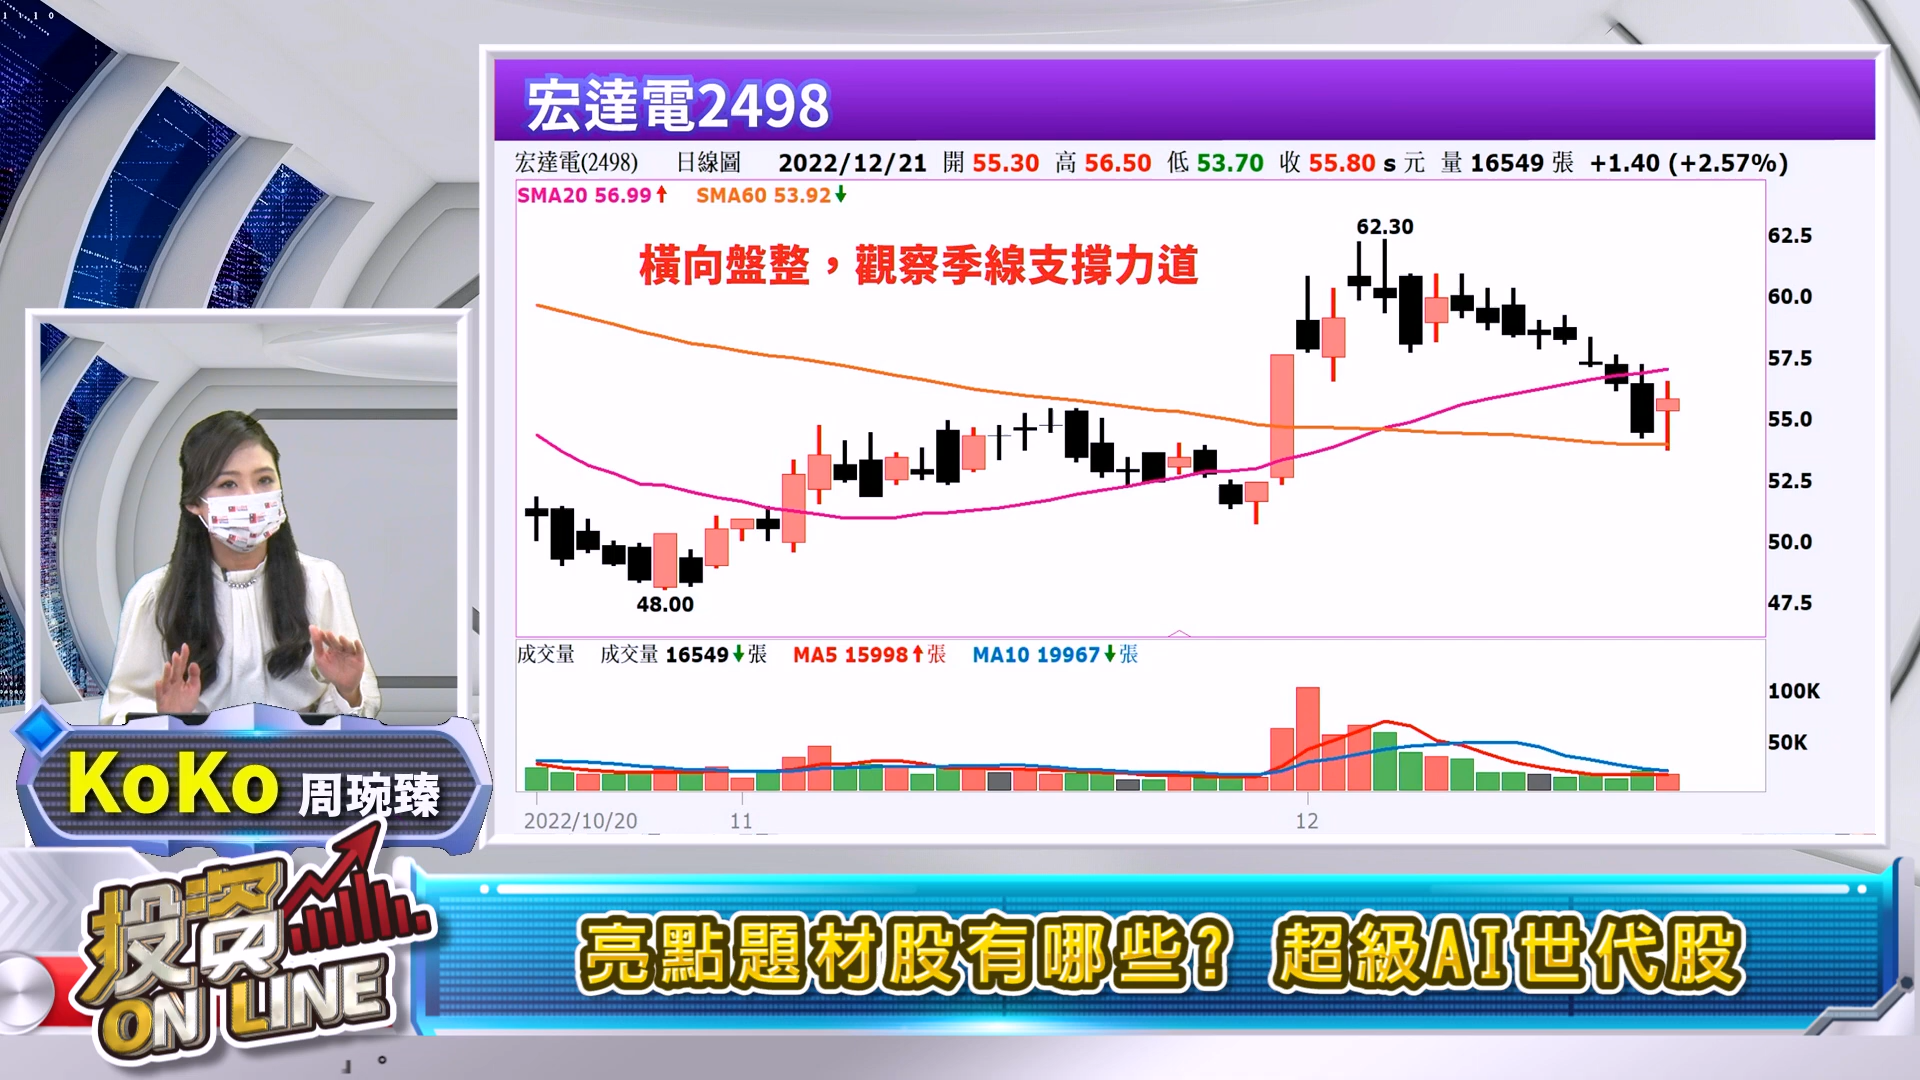 宏達電2498
宏達電(2498) 日線圖 2022/12/21 開 55.30 高 56.50 低 53.70 收 55.80 s 元 量 16549 張 +1.40 (+2.57%)
SMA20 56.99↑ SMA60 53.92↓
橫向盤整，觀察季線支撐力道
62.30
62.5
60.0
57.5
55.0
52.5
50.0
47.5
48.00
成交量 成交量 16549↓張 MA5 15998↑張 MA10 19967↓張
100K
50K
2022/10/20 11 12
KoKo 周琬臻
投資
ON LINE
亮點題材股有哪些? 超級AI世代股